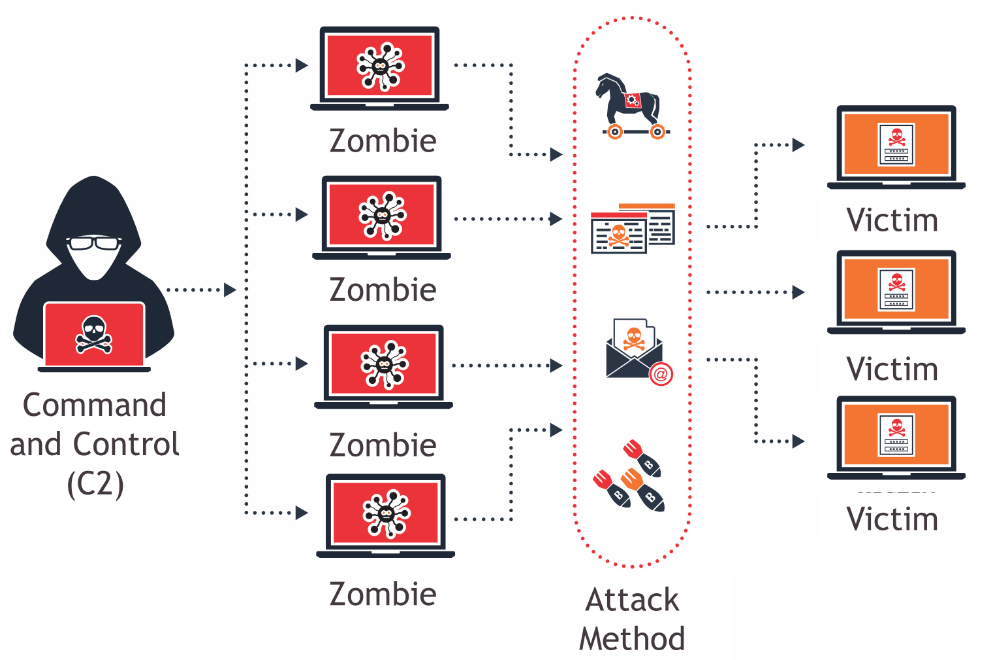 Command
and Control
(C2)
Zombie
Zombie
Zombie
Zombie
@
B
B
B
Attack
Method
Victim
Victim
Victim